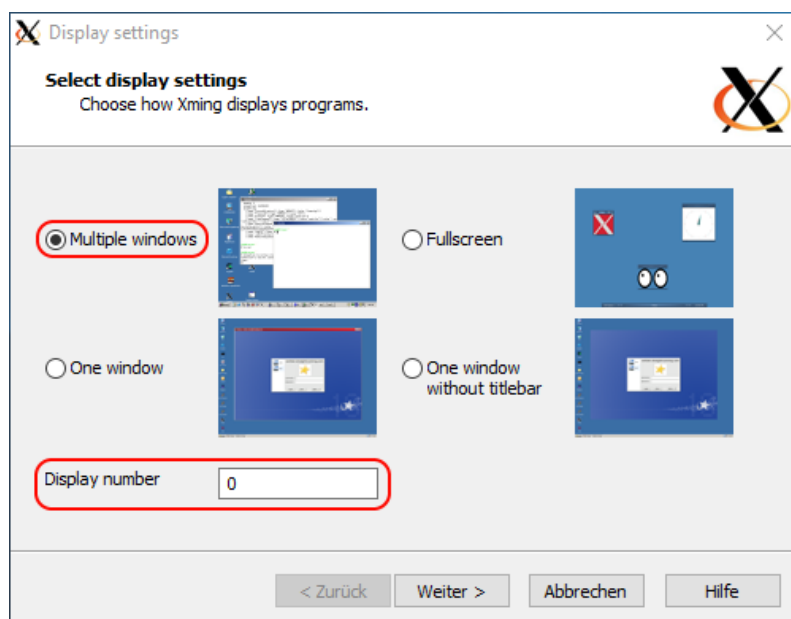 Display settings
Select display settings
Choose how Xming displays programs.
Multiple windows
Fullscreen
One window
One window
without titlebar
Display number
0
< Zurück
Weiter >
Abbrechen
Hilfe